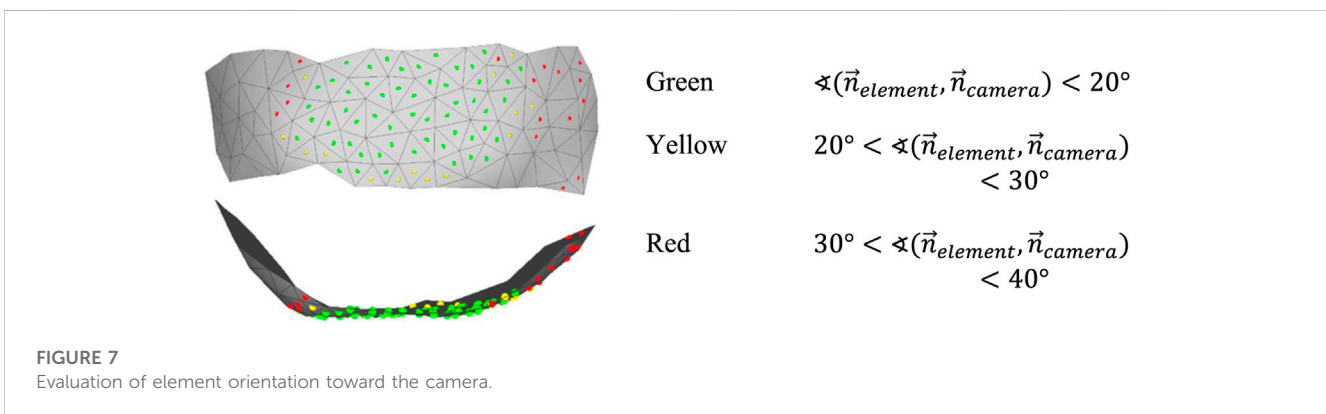 Green ∢(n⃗element, n⃗camera) < 20°
Yellow 20° < ∢(n⃗element, n⃗camera)
< 30°
Red 30° < ∢(n⃗element, n⃗camera)
< 40°
FIGURE 7
Evaluation of element orientation toward the camera.